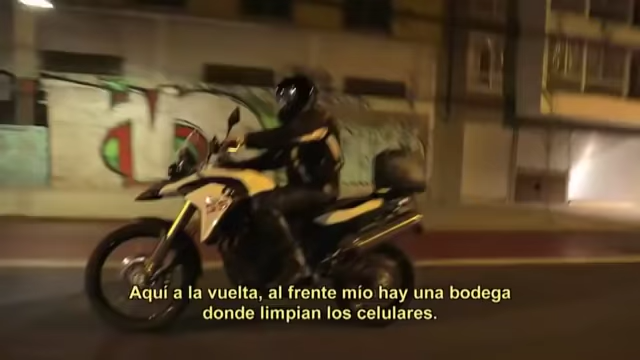 Aquí a la vuelta, al frente mío hay una bodega
donde limpian los celulares.